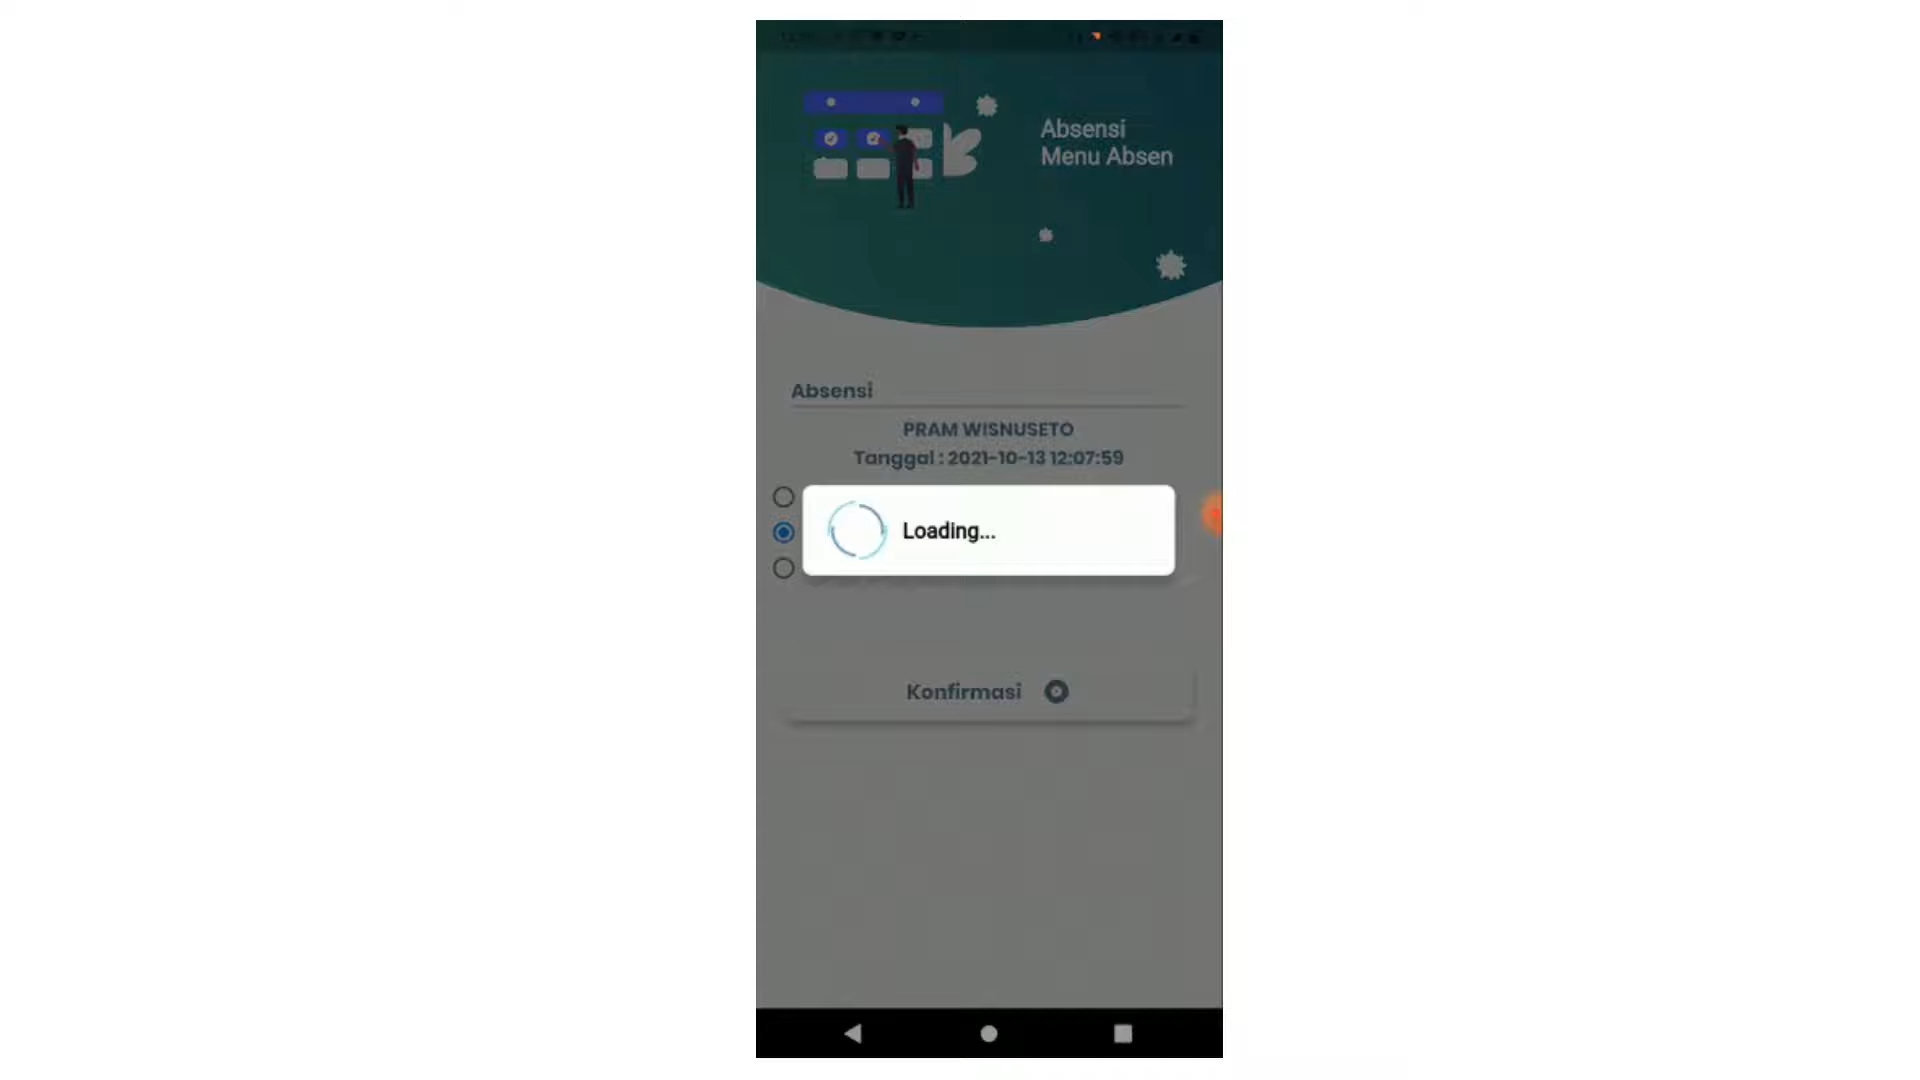 Absensi
Menu Absen
Absensi
PRAM WISNUSETO
Tanggal : 2021-10-13 12:07:59
Loading...
Konfirmasi